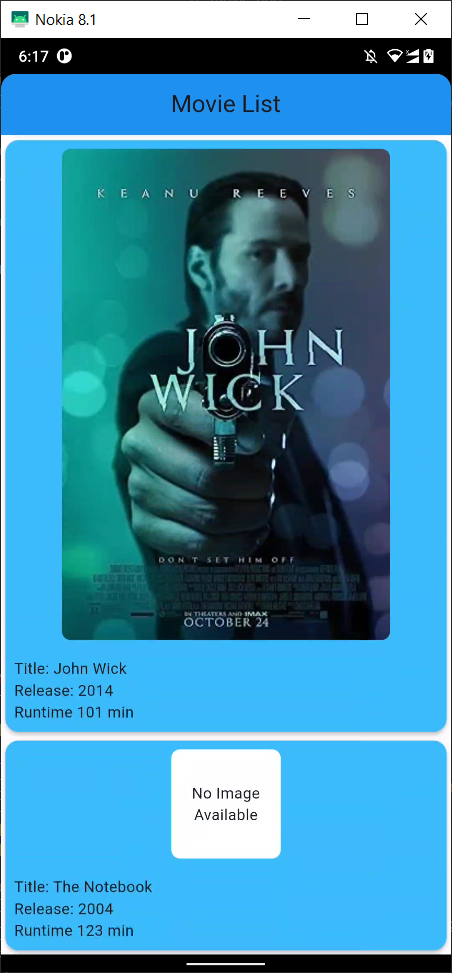 Nokia 8.1
6:17
Movie List
KEANU REEVES
JOHN
WICK
DON'T SET HIM OFF
IN THEATERS AND IMAX
OCTOBER 24
Title: John Wick
Release: 2014
Runtime 101 min
No Image
Available
Title: The Notebook
Release: 2004
Runtime 123 min